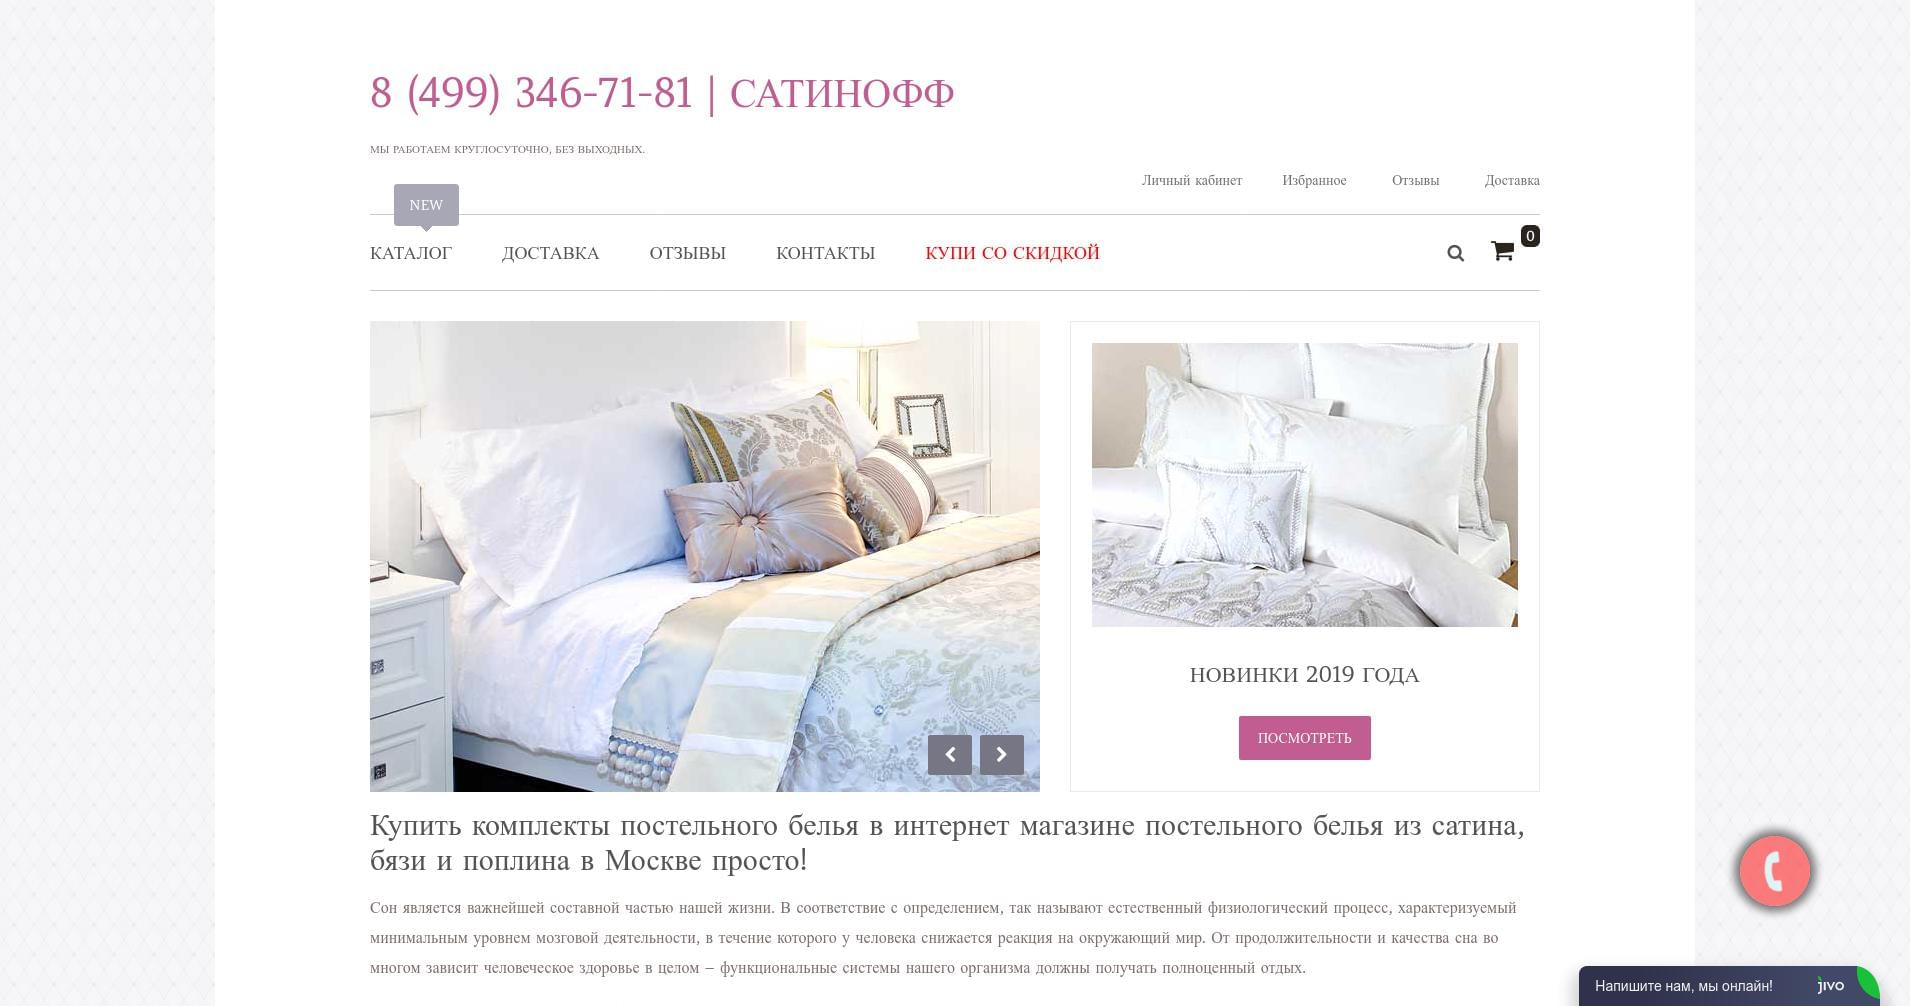 8 (499) 346-71-81 | САТИНОФФ
МЫ РАБОТАЕМ КРУГЛОСУТОЧНО, БЕЗ ВЫХОДНЫХ.
Личный кабинет Избранное Отзывы Доставка
NEW
КАТАЛОГ ДОСТАВКА ОТЗЫВЫ КОНТАКТЫ КУПИ СО СКИДКОЙ 0
НОВИНКИ 2019 ГОДА
ПОСМОТРЕТЬ
Купить комплекты постельного белья в интернет магазине постельного белья из сатина,
бязи и поплина в Москве просто!
Сон является важнейшей составной частью нашей жизни. В соответствие с определением, так называют естественный физиологический процесс, характеризуемый
минимальным уровнем мозговой деятельности, в течение которого у человека снижается реакция на окружающий мир. От продолжительности и качества сна во
многом зависит человеческое здоровье в целом – функциональные системы нашего организма должны получать полноценный отдых.
Напишите нам, мы онлайн! jivo